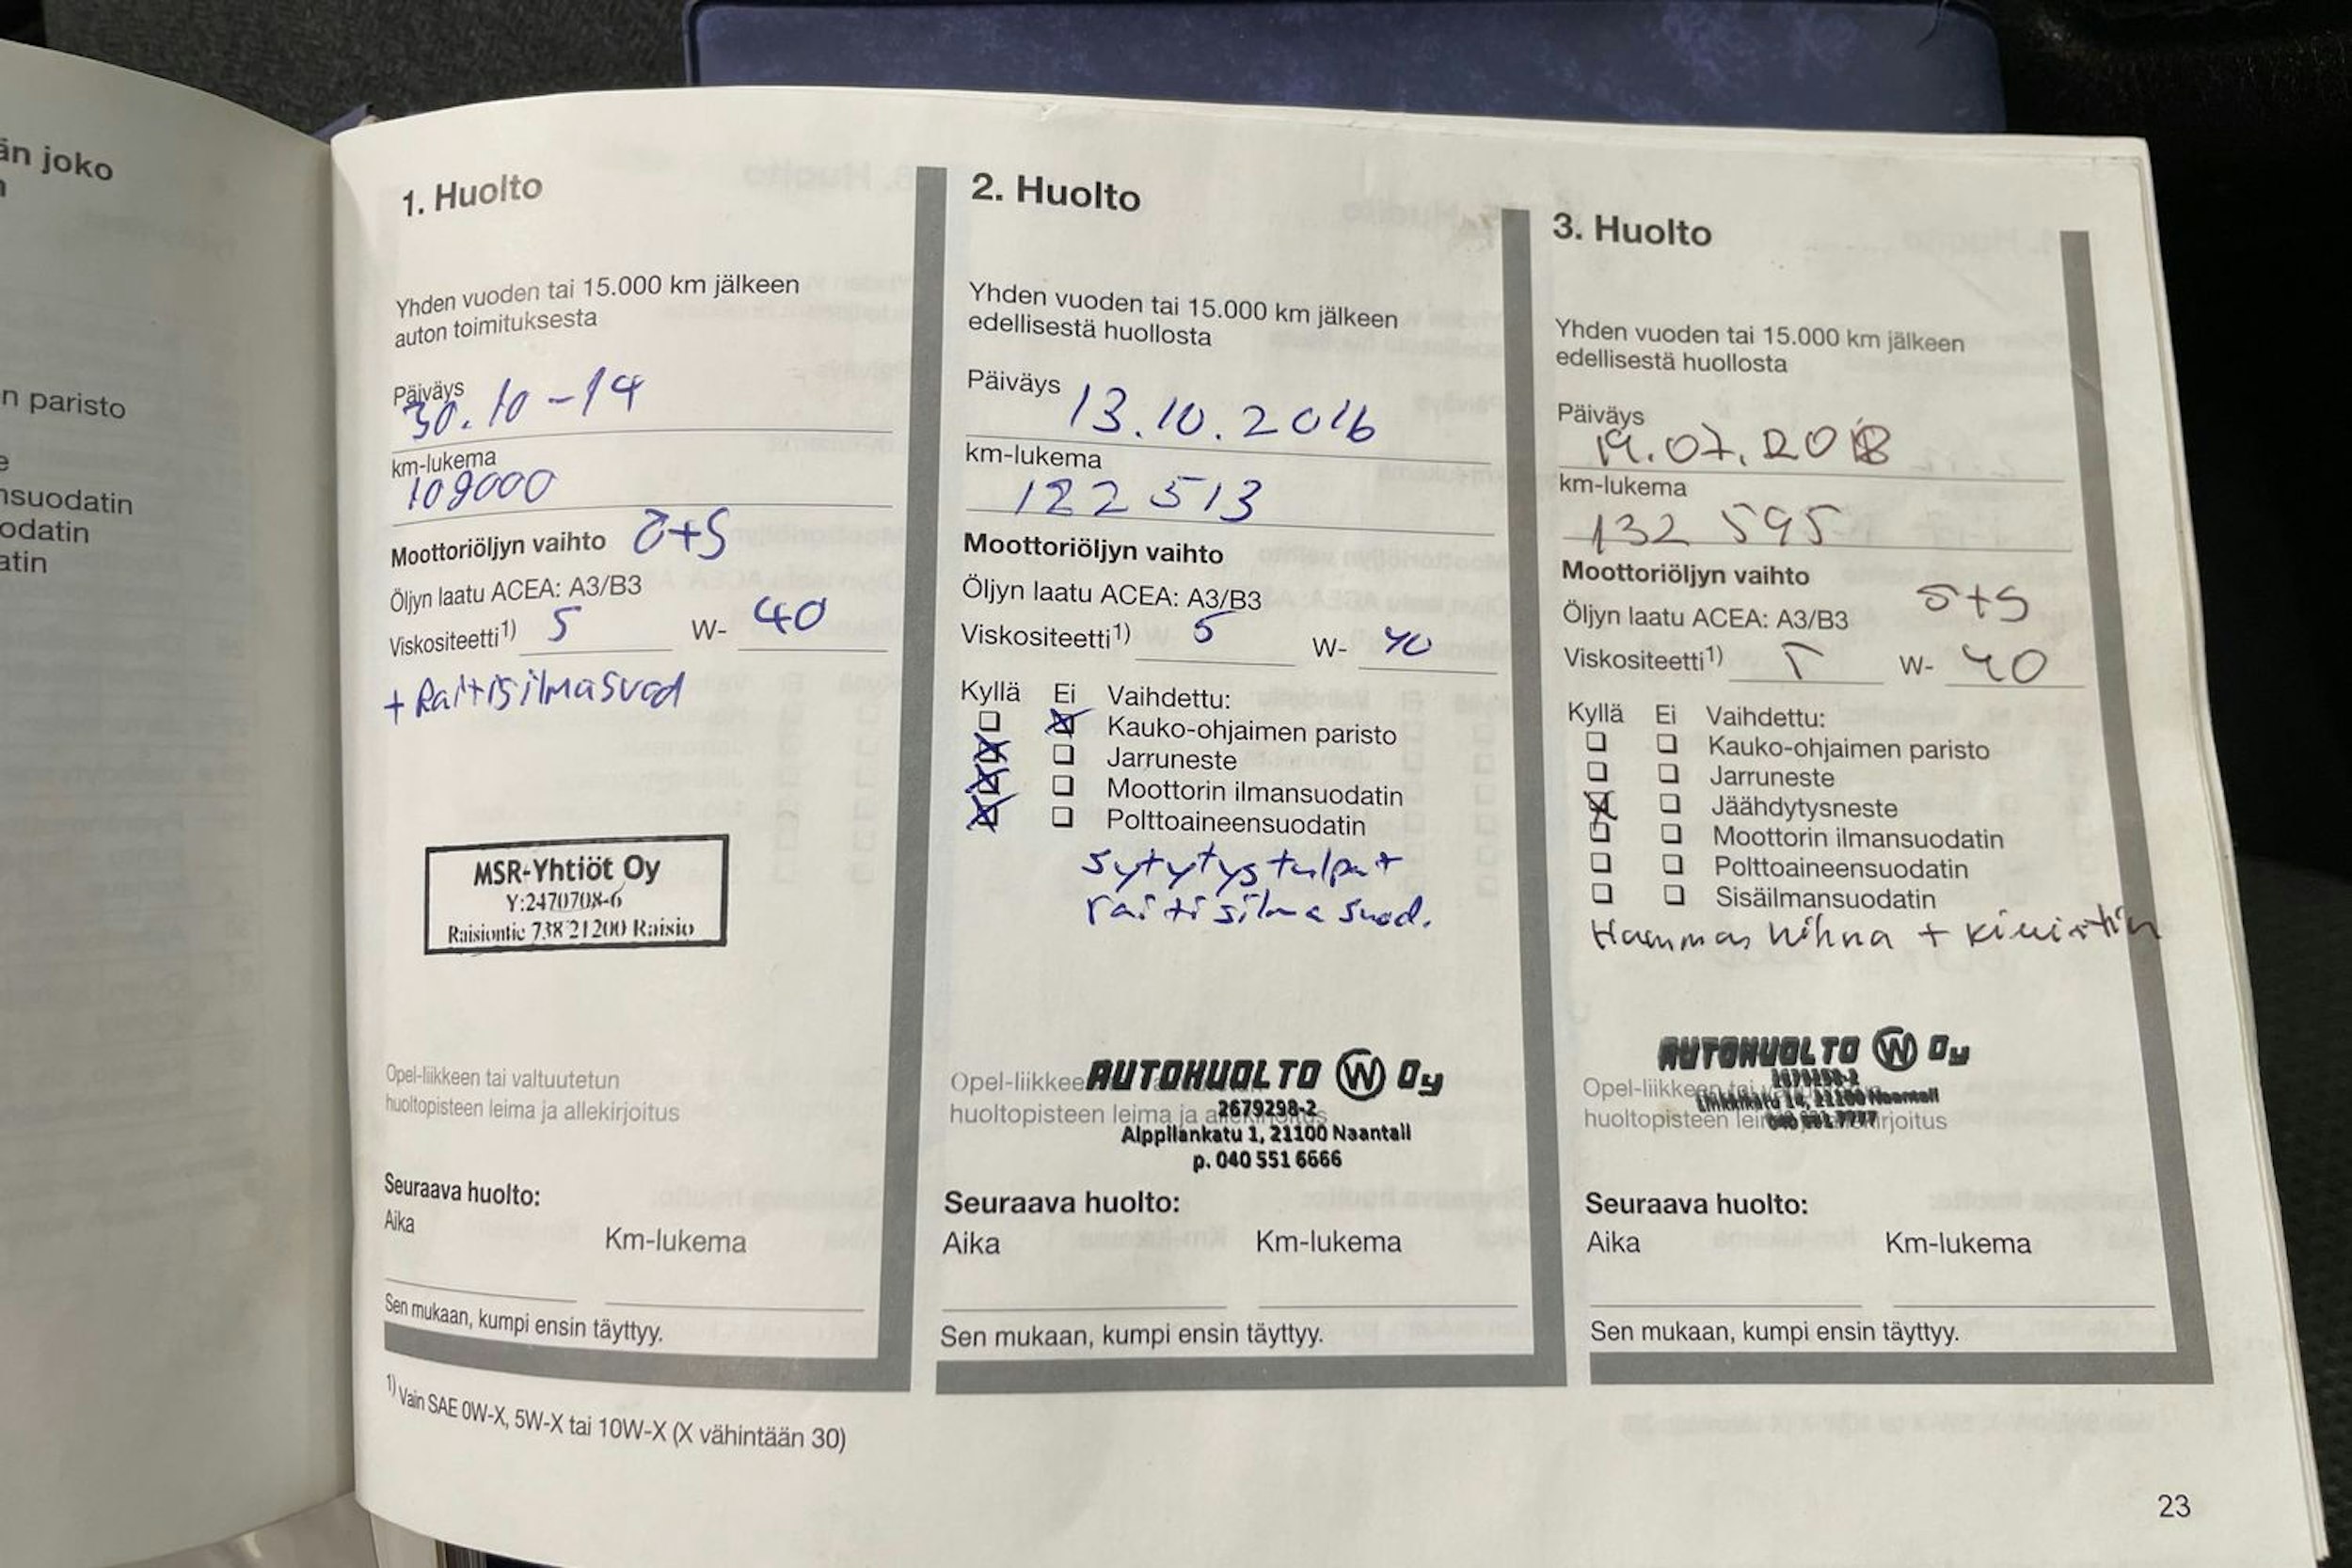 än joko
n paristo
nsuodatin
odatin
atin
1. Huolto
Yhden vuoden tai 15.000 km jälkeen
auton toimituksesta
Päiväys
30.10-14
km-lukema
109000
Moottoriöljyn vaihto Ö+S
Öljyn laatu ACEA: A3/B3
Viskositeetti1) 5 W- 40
+ Raitisilmasuod
MSR-Yhtiöt Oy
Y:2470708-6
Raisiontie 738 21200 Raisio
Opel-liikkeen tai valtuutetun
huoltopisteen leima ja allekirjoitus
Seuraava huolto:
Aika Km-lukema
Sen mukaan, kumpi ensin täyttyy.
1) Vain SAE 0W-X, 5W-X tai 10W-X (X vähintään 30)
2. Huolto
Yhden vuoden tai 15.000 km jälkeen
edellisestä huollosta
Päiväys 13.10.2016
km-lukema
122 513
Moottoriöljyn vaihto
Öljyn laatu ACEA: A3/B3
Viskositeetti1) 5 W- 40
Kyllä Ei Vaihdettu:
Kauko-ohjaimen paristo
Jarruneste
Moottorin ilmansuodatin
Polttoaineensuodatin
sytytystulpat
raitisilmasuod.
Opel-liikkee
AUTOHUOLTO W Oy
huoltopisteen leima ja allekirjoitus
2679298-2
Alppilankatu 1, 21100 Naantali
p. 040 551 6666
Seuraava huolto:
Aika Km-lukema
Sen mukaan, kumpi ensin täyttyy.
3. Huolto
Yhden vuoden tai 15.000 km jälkeen
edellisestä huollosta
Päiväys
.07.2018
km-lukema
132 595
Moottoriöljyn vaihto
Öljyn laatu ACEA: A3/B3 Ö+S
Viskositeetti1) 5 W- 40
Kyllä Ei Vaihdettu:
Kauko-ohjaimen paristo
Jarruneste
Jäähdytysneste
Moottorin ilmansuodatin
Polttoaineensuodatin
Sisäilmansuodatin
Hammashihna + kiristin
AUTOHUOLTO W Oy
Opel-liikkeen tai
21100 Naantali
huoltopisteen
Seuraava huolto:
Aika Km-lukema
Sen mukaan, kumpi ensin täyttyy.
23